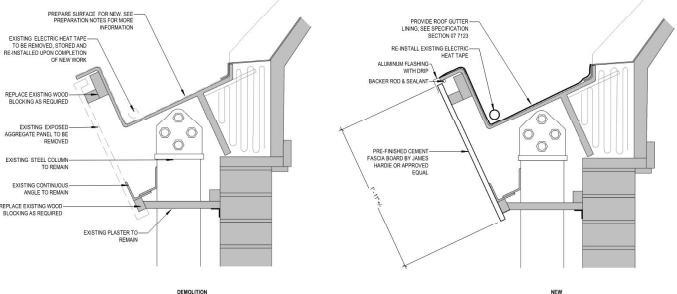 PREPARE SURFACE FOR NEW. SEE
PREPARATION NOTES FOR MORE
INFORMATION
EXISTING ELECTRIC HEAT TAPE
TO BE REMOVED, STORED AND
RE-INSTALLED UPON COMPLETION
OF NEW WORK
REPLACE EXISTING WOOD
BLOCKING AS REQUIRED
EXISTING EXPOSED
AGGREGATE PANEL TO BE
REMOVED
EXISTING STEEL COLUMN
TO REMAIN
EXISTING CONTINUOUS
ANGLE TO REMAIN
REPLACE EXISTING WOOD
BLOCKING AS REQUIRED
EXISTING PLASTER TO
REMAIN
DEMOLITION
PROVIDE ROOF GUTTER
LINING; SEE SPECIFICATION
SECTION 07 7123
RE-INSTALL EXISTING ELECTRIC
HEAT TAPE
ALUMINUM FLASHING
WITH DRIP
BACKER ROD & SEALANT
PRE-FINISHED CEMENT
FASCIA BOARD BY JAMES
HARDIE OR APPROVED
EQUAL
1'- 11" +/-
NEW